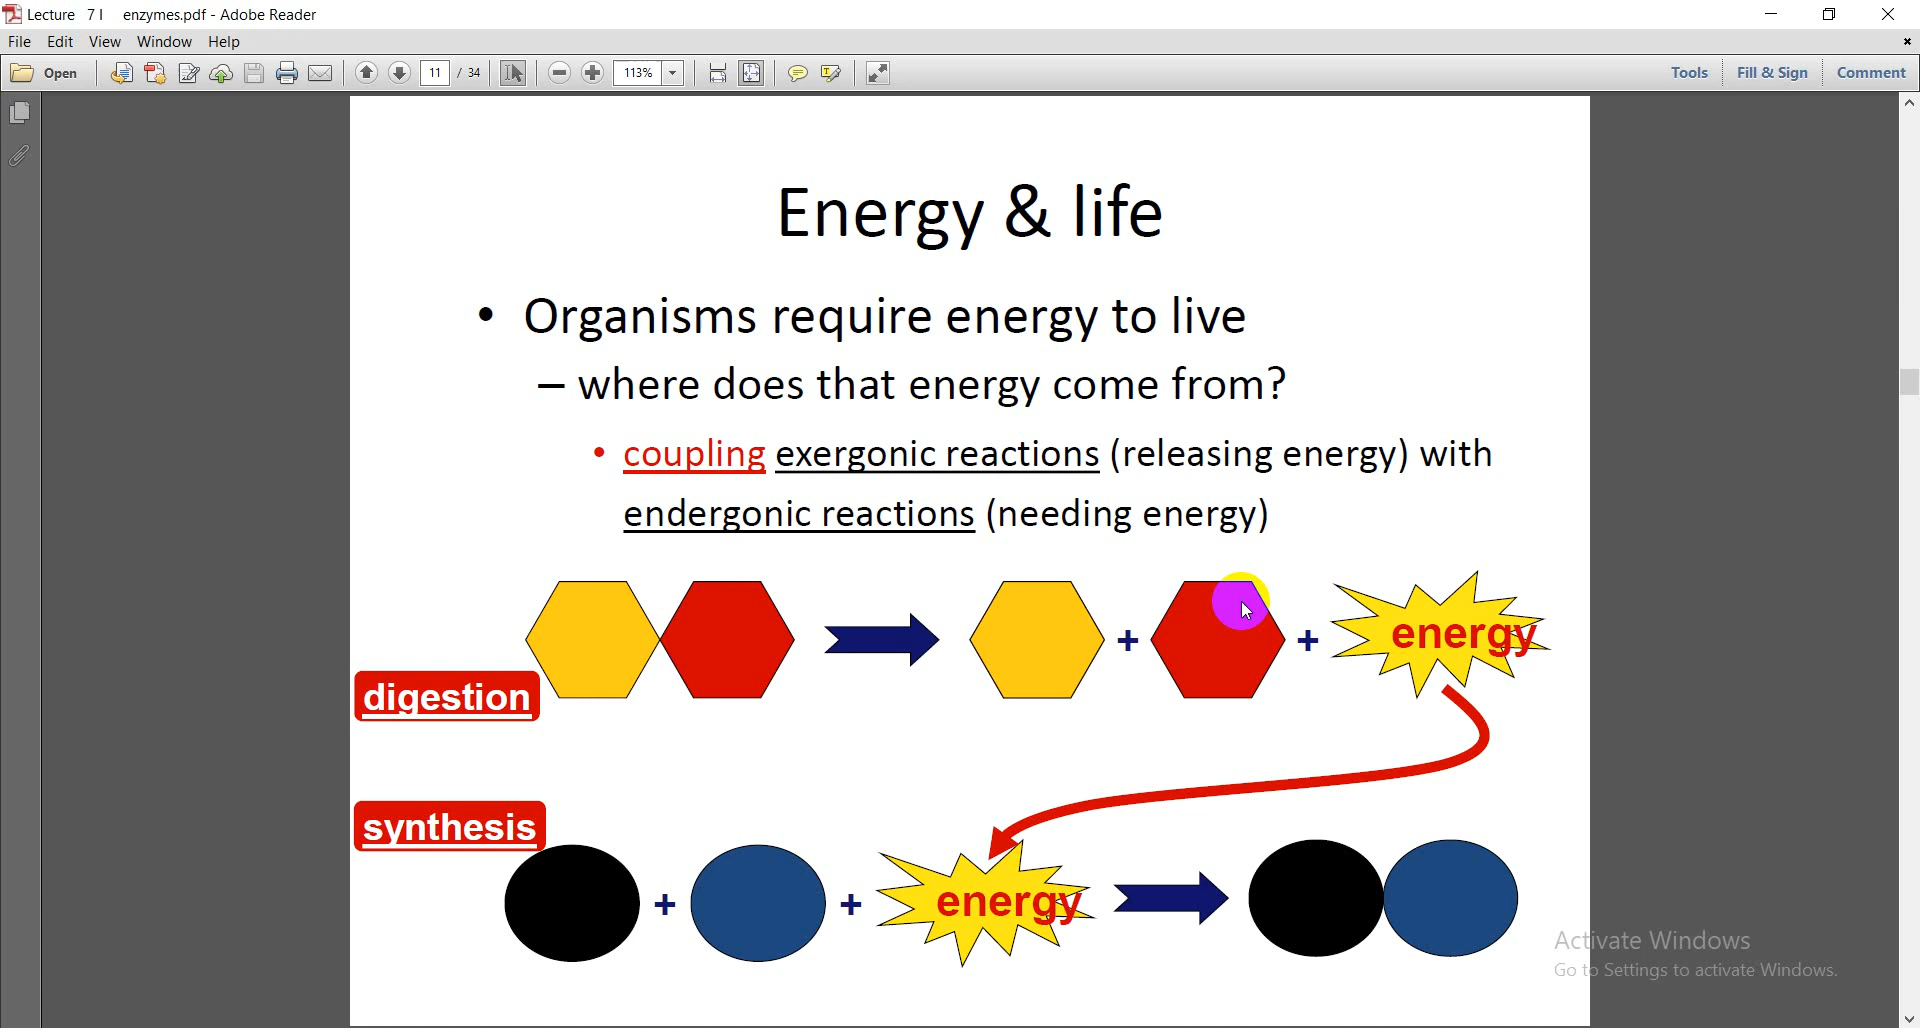 Lecture 7 I enzymes.pdf - Adobe Reader
File Edit View Window Help
Open 11 / 34 113% Tools Fill & Sign Comment
Energy & life
• Organisms require energy to live
– where does that energy come from?
• coupling exergonic reactions (releasing energy) with
endergonic reactions (needing energy)
+ + energy
digestion
synthesis
+ + energy
Activate Windows
Go to Settings to activate Windows.